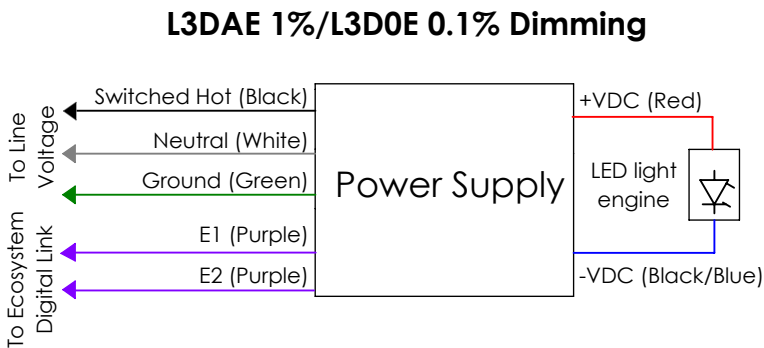 L3DAE 1%/L3D0E 0.1% Dimming
To Line
Voltage
Switched Hot (Black)
Neutral (White)
Ground (Green)
To Ecosystem
Digital Link
E1 (Purple)
E2 (Purple)
Power Supply
+VDC (Red)
LED light
engine
-VDC (Black/Blue)